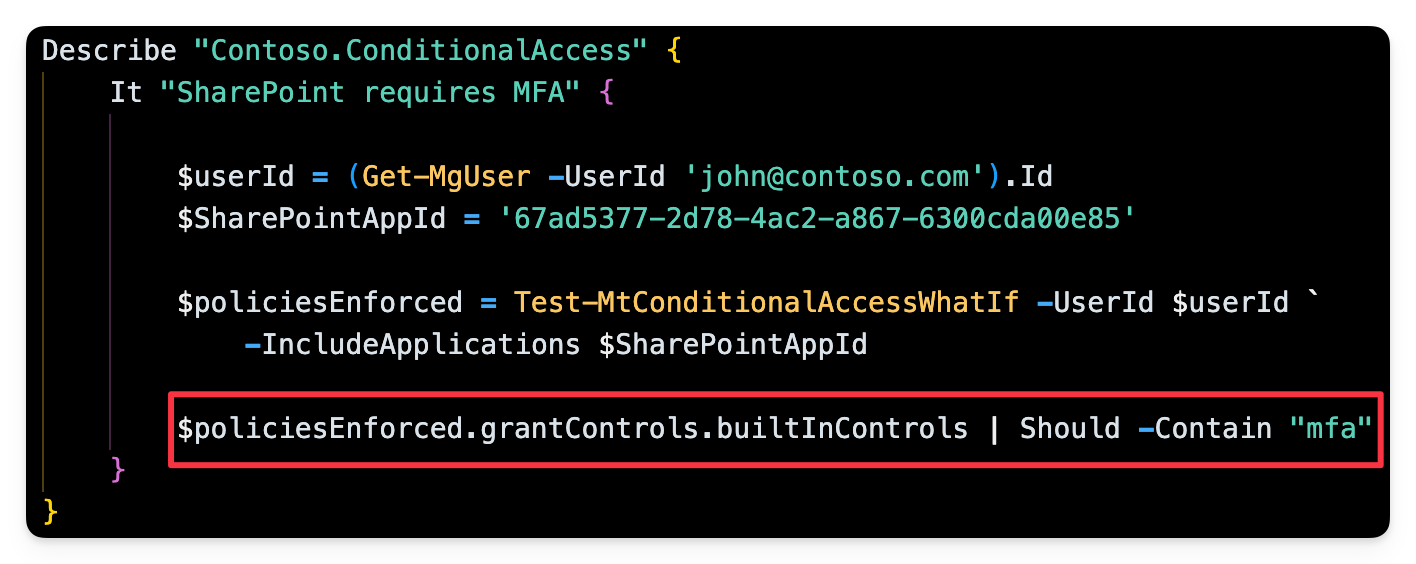 Describe "Contoso.ConditionalAccess" {
It "SharePoint requires MFA" {
$userId = (Get-MgUser -UserId 'john@contoso.com').Id
$SharePointAppId = '67ad5377-2d78-4ac2-a867-6300cda00e85'
$policiesEnforced = Test-MtConditionalAccessWhatIf -UserId $userId `
-IncludeApplications $SharePointAppId
$policiesEnforced.grantControls.builtInControls | Should -Contain "mfa"
}
}